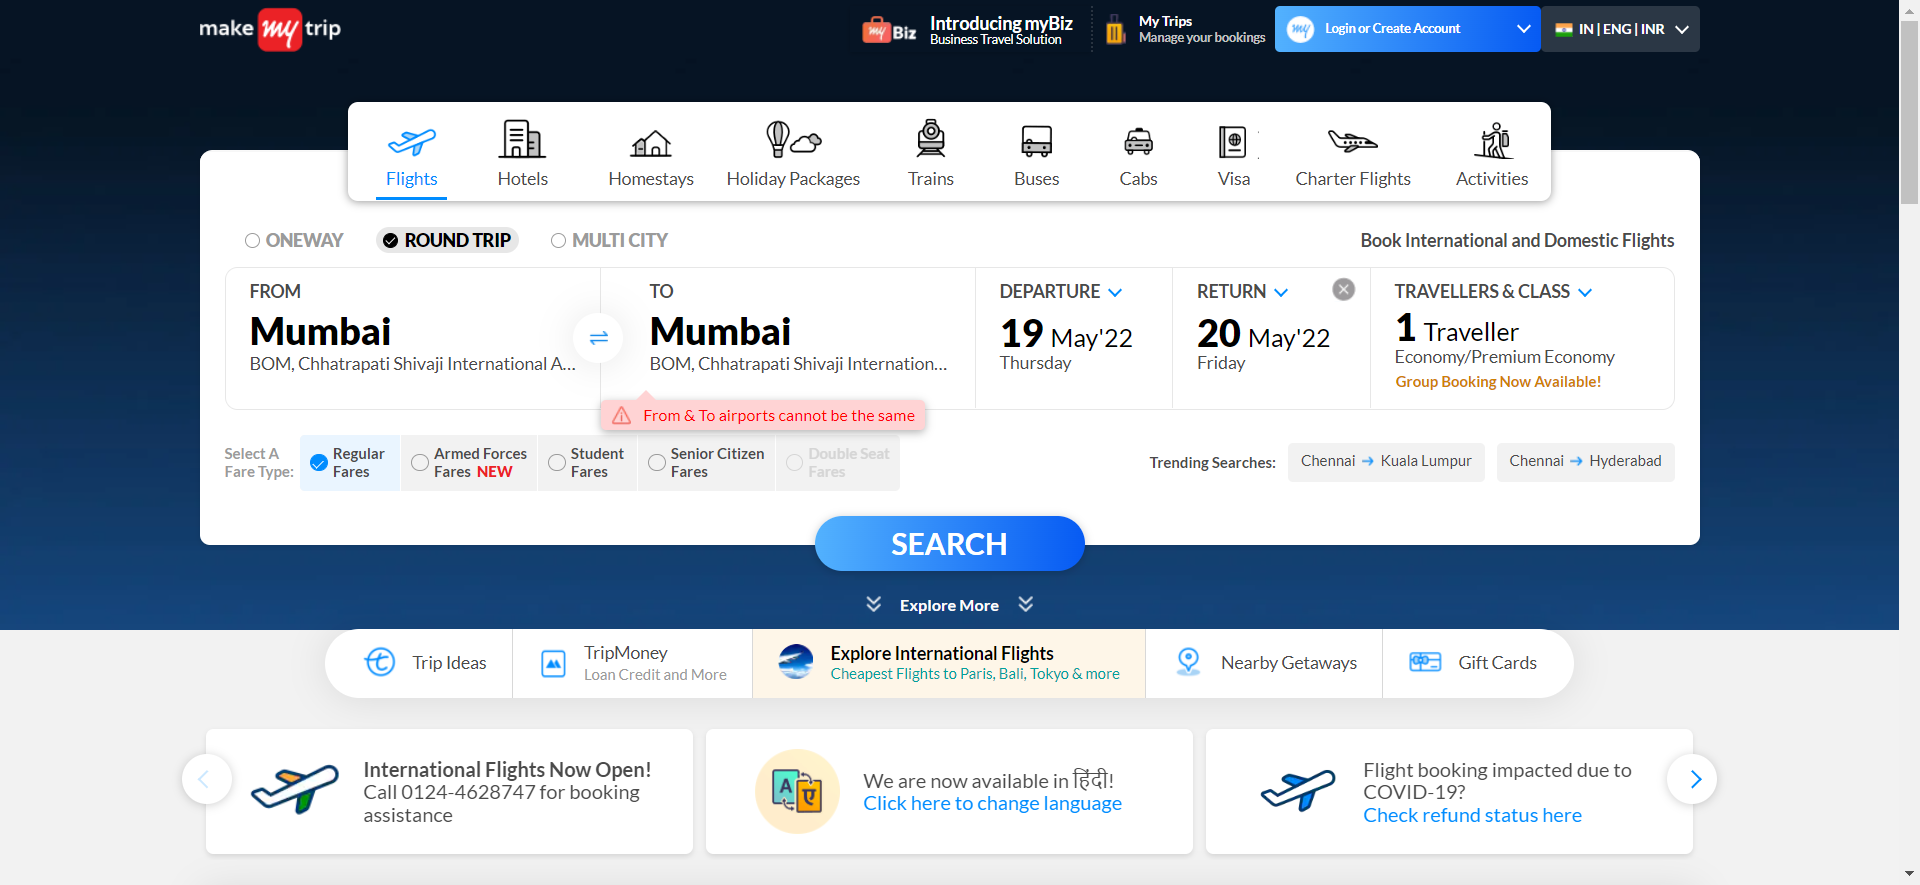 make my trip
my Biz
Introducing myBiz
Business Travel Solution
My Trips
Manage your bookings
my
Login or Create Account
IN | ENG | INR
Flights
Hotels
Homestays
Holiday Packages
Trains
Buses
Cabs
Visa
Charter Flights
Activities
ONEWAY
ROUND TRIP
MULTI CITY
Book International and Domestic Flights
FROM
Mumbai
BOM, Chhatrapati Shivaji International A...
TO
Mumbai
BOM, Chhatrapati Shivaji Internation...
From & To airports cannot be the same
DEPARTURE
19 May'22
Thursday
RETURN
20 May'22
Friday
TRAVELLERS & CLASS
1 Traveller
Economy/Premium Economy
Group Booking Now Available!
Select A
Fare Type:
Regular
Fares
Armed Forces
Fares NEW
Student
Fares
Senior Citizen
Fares
Double Seat
Fares
Trending Searches:
Chennai → Kuala Lumpur
Chennai → Hyderabad
SEARCH
Explore More
Trip Ideas
TripMoney
Loan Credit and More
Explore International Flights
Cheapest Flights to Paris, Bali, Tokyo & more
Nearby Getaways
Gift Cards
International Flights Now Open!
Call 0124-4628747 for booking
assistance
A ए
We are now available in हिंदी!
Click here to change language
Flight booking impacted due to
COVID-19?
Check refund status here